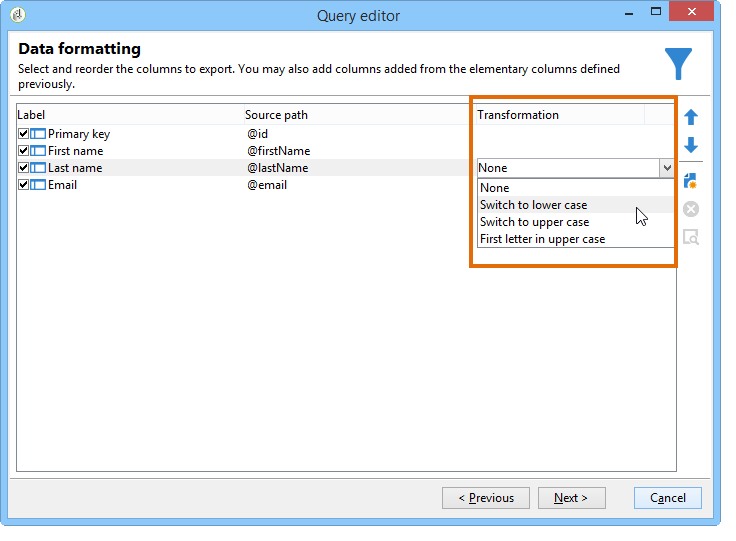 Query editor
Data formatting
Select and reorder the columns to export. You may also add columns added from the elementary columns defined
previously.
Label Source path Transformation
Primary key @id
First name @firstName
Last name @lastName None
Email @email None
Switch to lower case
Switch to upper case
First letter in upper case
< Previous Next > Cancel